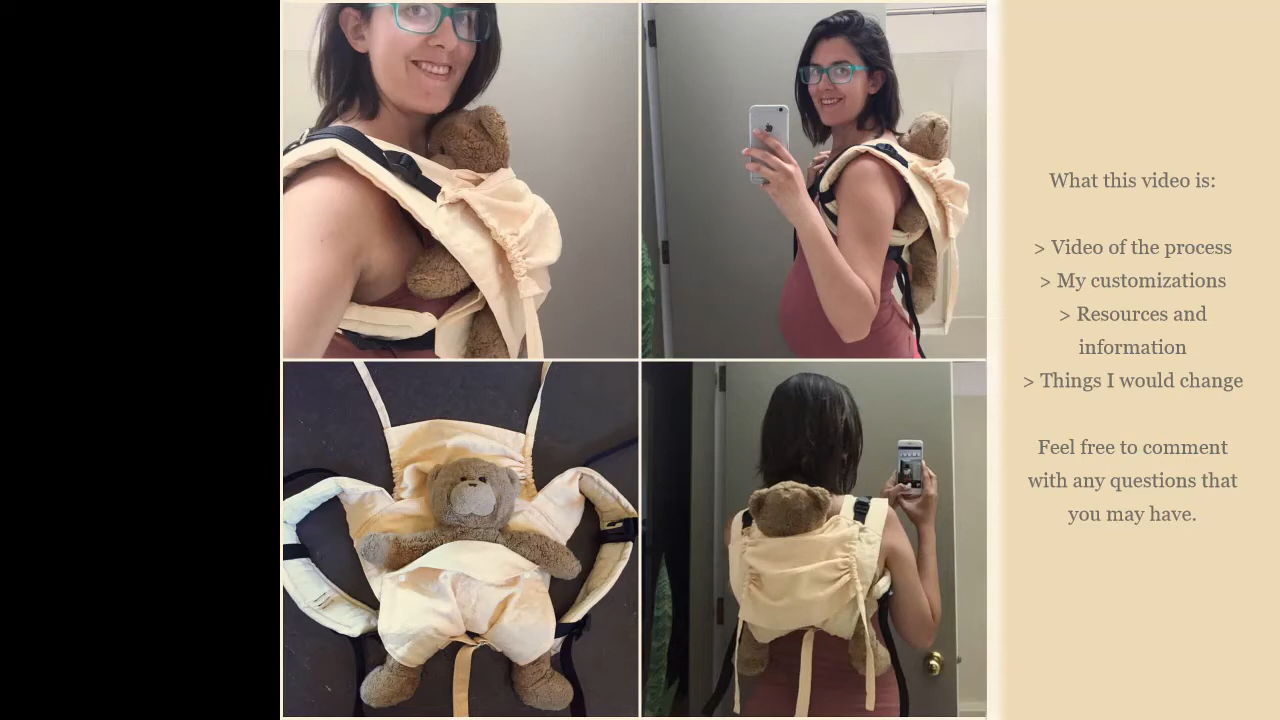 What this video is:
> Video of the process
> My customizations
> Resources and
information
> Things I would change
Feel free to comment
with any questions that
you may have.